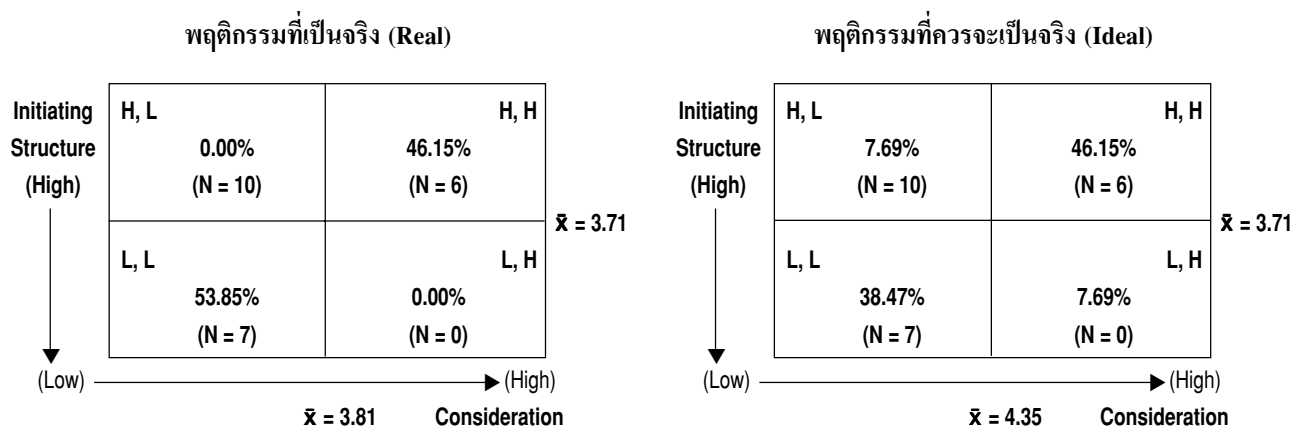 พฤติกรรมที่เป็นจริง (Real)
Initiating
Structure
(High)
H, L
0.00%
(N = 10)
H, H
46.15%
(N = 6)
x̄ = 3.71
L, L
53.85%
(N = 7)
L, H
0.00%
(N = 0)
(Low)
(High)
x̄ = 3.81 Consideration
พฤติกรรมที่ควรจะเป็นจริง (Ideal)
Initiating
Structure
(High)
H, L
7.69%
(N = 10)
H, H
46.15%
(N = 6)
x̄ = 3.71
L, L
38.47%
(N = 7)
L, H
7.69%
(N = 0)
(Low)
(High)
x̄ = 4.35 Consideration